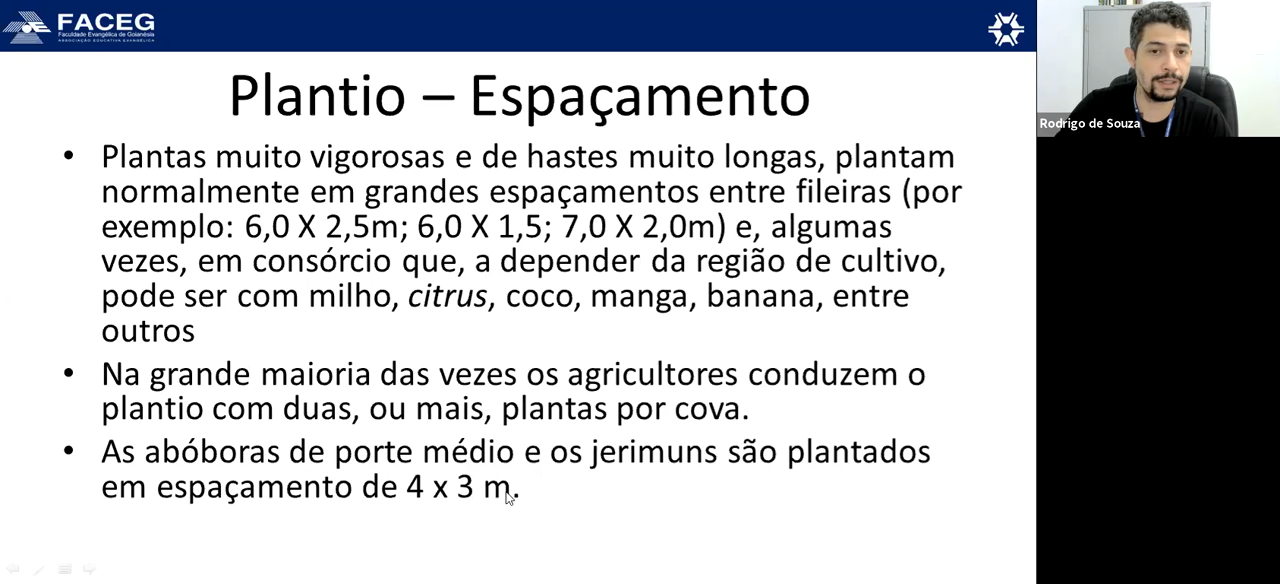 FACEG
Faculdade Evangélica de Goianésia
ASSOCIAÇÃO EDUCATIVA EVANGÉLICA
Plantio – Espaçamento
• Plantas muito vigorosas e de hastes muito longas, plantam
normalmente em grandes espaçamentos entre fileiras (por
exemplo: 6,0 X 2,5m; 6,0 X 1,5; 7,0 X 2,0m) e, algumas
vezes, em consórcio que, a depender da região de cultivo,
pode ser com milho, citrus, coco, manga, banana, entre
outros
• Na grande maioria das vezes os agricultores conduzem o
plantio com duas, ou mais, plantas por cova.
• As abóboras de porte médio e os jerimuns são plantados
em espaçamento de 4 x 3 m.
Rodrigo de Souza